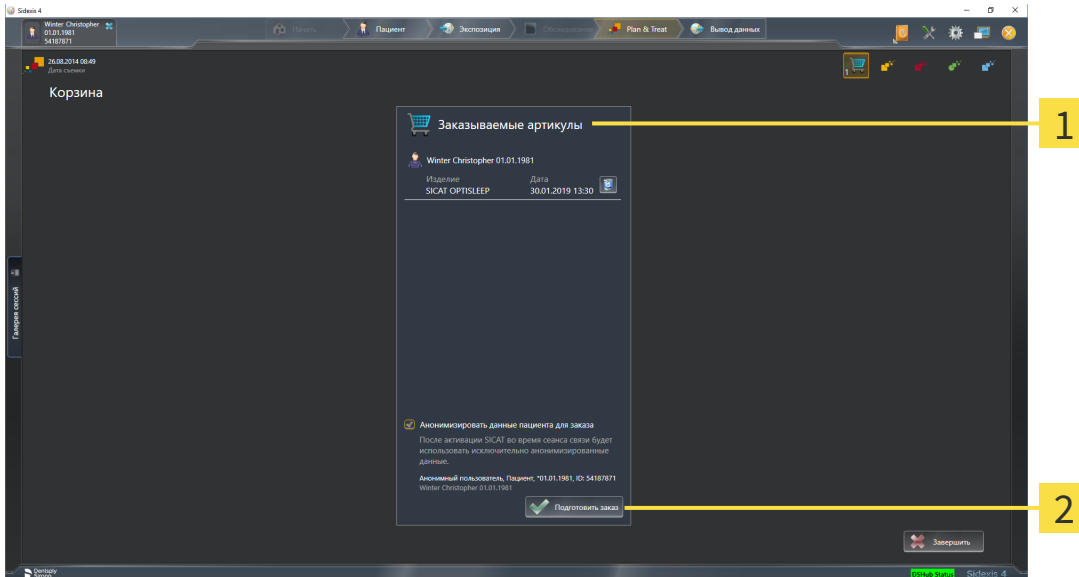 Sidexis 4
Winter Christopher
01.01.1981
54187871
Начать
Пациент
Экспозиция
Обследование
Plan & Treat
Вывод данных
26.08.2014 08:49
Дата съемки
1
Корзина
Заказываемые артикулы
1
Winter Christopher 01.01.1981
Изделие Дата
SICAT OPTISLEEP 30.01.2019 13:30
Галерея сессий
Анонимизировать данные пациента для заказа
После активации SICAT во время сеанса связи будет
использовать исключительно анонимизированные
данные.
Анонимный пользователь, Пациент, *01.01.1981, ID: 54187871
Winter Christopher 01.01.1981
Подготовить заказ
2
Завершить
Dentsply
Sirona
DSHub Status
Sidexis 4